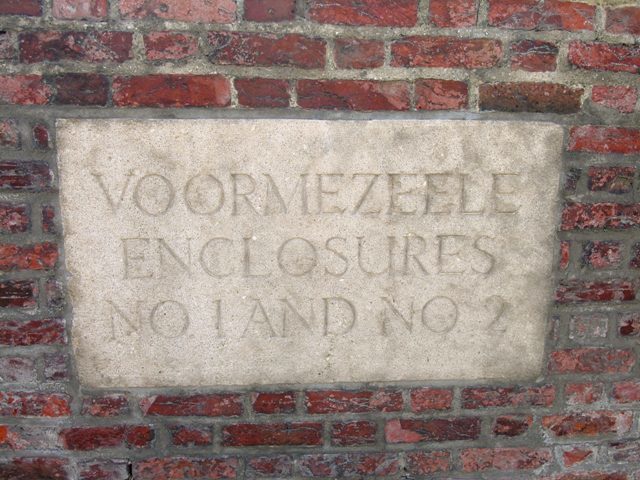 VOORMEZEELE
ENCLOSURES
NO. 1 AND NO. 2